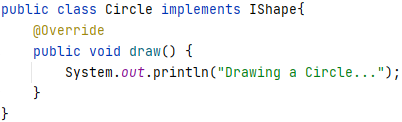 public class Circle implements IShape{
    @Override
    public void draw() {
        System.out.println("Drawing a Circle...");
    }
}